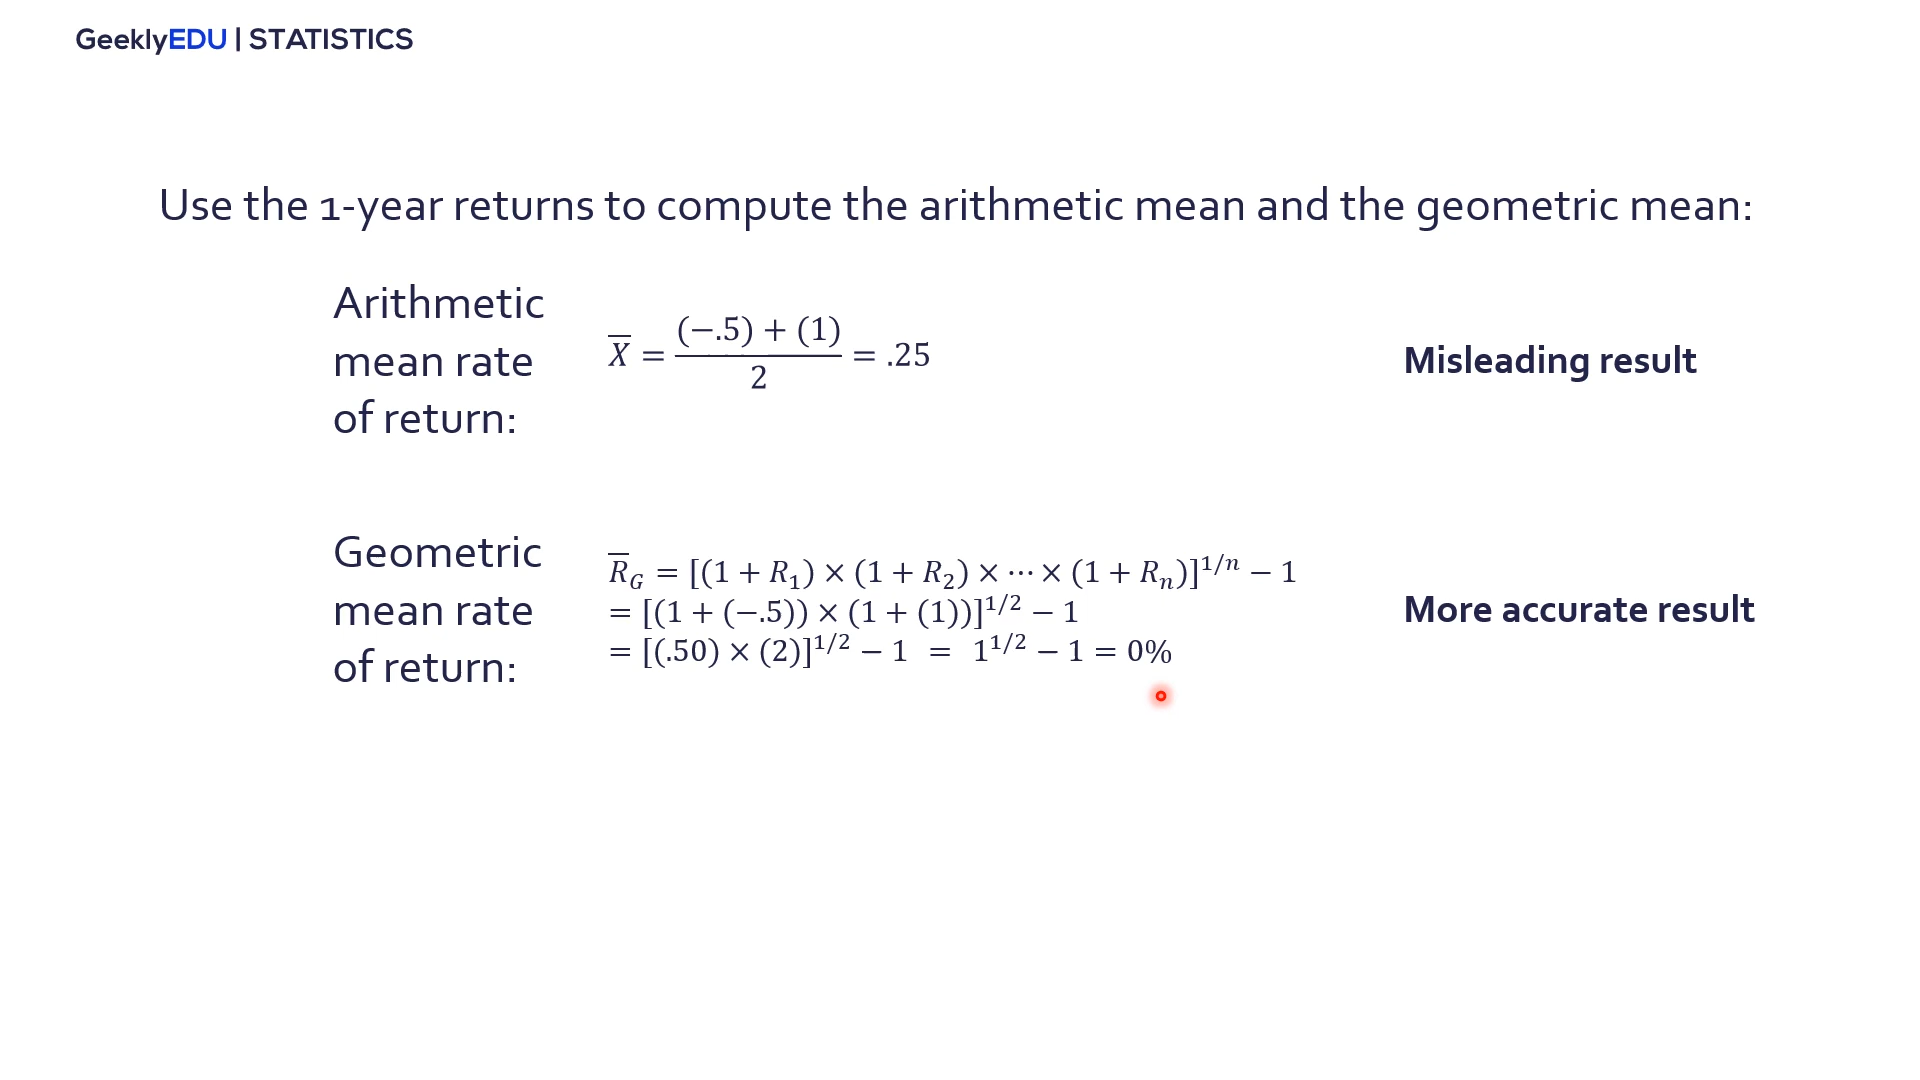 GeeklyEDU | STATISTICS
Use the 1-year returns to compute the arithmetic mean and the geometric mean:
Arithmetic
mean rate
of return:
X̅ = (−.5) + (1) / 2 = .25
Misleading result
Geometric
mean rate
of return:
R̅_G = [(1 + R₁) × (1 + R₂) × ⋯ × (1 + Rₙ)]^1/n − 1
= [(1 + (−.5)) × (1 + (1))]^1/2 − 1
= [(.50) × (2)]^1/2 − 1 = 1^1/2 − 1 = 0%
More accurate result